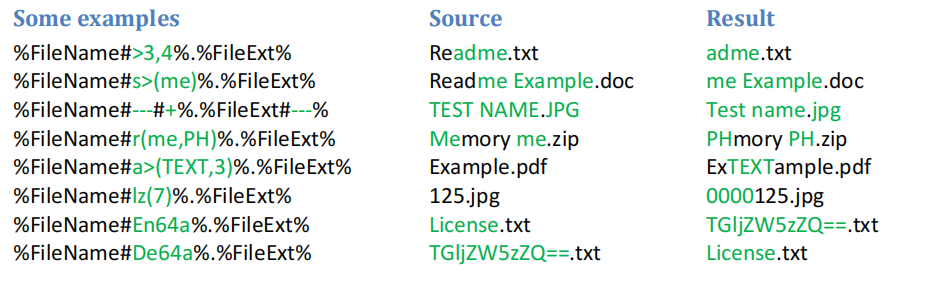 Some examples Source Result
%FileName#>3,4%.%FileExt% Readme.txt adme.txt
%FileName#s>(me)%.%FileExt% Readme Example.doc me Example.doc
%FileName#---#+%.%FileExt#---% TEST NAME.JPG Test name.jpg
%FileName#r(me,PH)%.%FileExt% Memory me.zip PHmory PH.zip
%FileName#a>(TEXT,3)%.%FileExt% Example.pdf ExTEXTample.pdf
%FileName#lz(7)%.%FileExt% 125.jpg 0000125.jpg
%FileName#En64a%.%FileExt% License.txt TGljZW5zZQ==.txt
%FileName#De64a%.%FileExt% TGljZW5zZQ==.txt License.txt